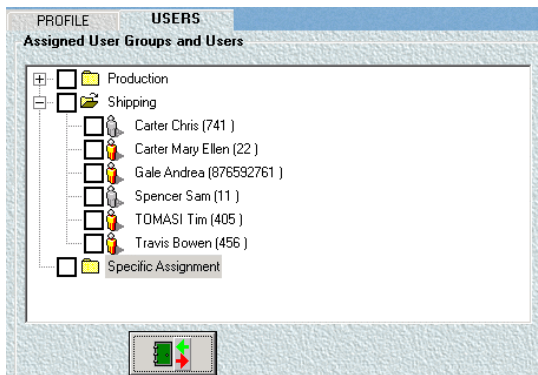 PROFILE
USERS
Assigned User Groups and Users
Production
Shipping
Carter Chris (741 )
Carter Mary Ellen (22 )
Gale Andrea (876592761 )
Spencer Sam (11 )
TOMASI Tim (405 )
Travis Bowen (456 )
Specific Assignment